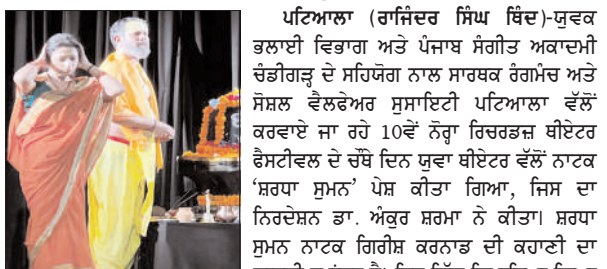 ਪਟਿਆਲਾ (ਰਾਜਿੰਦਰ ਸਿੰਘ ਥਿੰਦ)-ਯੁਵਕ
ਭਲਾਈ ਵਿਭਾਗ ਅਤੇ ਪੰਜਾਬ ਸੰਗੀਤ ਅਕਾਦਮੀ
ਚੰਡੀਗੜ੍ਹ ਦੇ ਸਹਿਯੋਗ ਨਾਲ ਸਾਰਥਕ ਰੰਗਮੰਚ ਅਤੇ
ਸੋਸ਼ਲ ਵੈਲਫੇਅਰ ਸੁਸਾਇਟੀ ਪਟਿਆਲਾ ਵੱਲੋਂ
ਕਰਵਾਏ ਜਾ ਰਹੇ 10ਵੇਂ ਨੋਰ੍ਹਾ ਰਿਚਰਡਜ਼ ਥੀਏਟਰ
ਫੈਸਟੀਵਲ ਦੇ ਚੌਥੇ ਦਿਨ ਯੁਵਾ ਥੀਏਟਰ ਵੱਲੋਂ ਨਾਟਕ
‘ਸ਼ਰਧਾ ਸੁਮਨ’ ਪੇਸ਼ ਕੀਤਾ ਗਿਆ, ਜਿਸ ਦਾ
ਨਿਰਦੇਸ਼ਨ ਡਾ. ਅੰਕੁਰ ਸ਼ਰਮਾ ਨੇ ਕੀਤਾ। ਸ਼ਰਧਾ
ਸੁਮਨ ਨਾਟਕ ਗਿਰੀਸ਼ ਕਰਨਾਡ ਦੀ ਕਹਾਣੀ ਦਾ